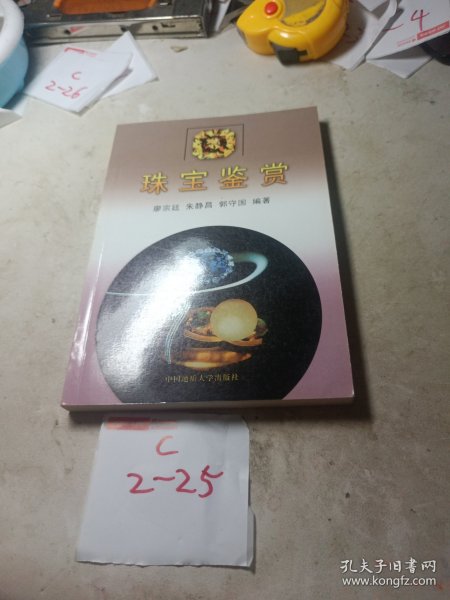 C
2-26
-4
珠宝鉴赏
廖宗廷 朱静昌 郭守国 编著
中国地质大学出版社
C
2-25
孔夫子旧书网
www.kongfz.com